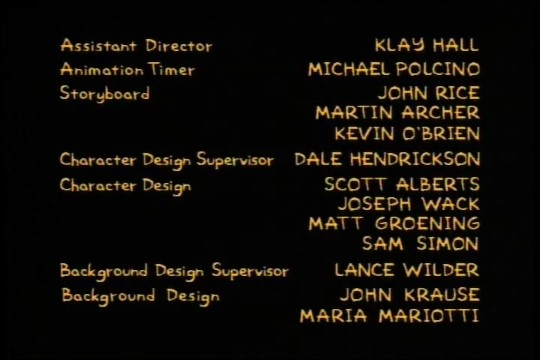 Assistant Director KLAY HALL
Animation Timer MICHAEL POLCINO
Storyboard JOHN RICE
MARTIN ARCHER
KEVIN O'BRIEN
Character Design Supervisor DALE HENDRICKSON
Character Design SCOTT ALBERTS
JOSEPH WACK
MATT GROENING
SAM SIMON
Background Design Supervisor LANCE WILDER
Background Design JOHN KRAUSE
MARIA MARIOTTI